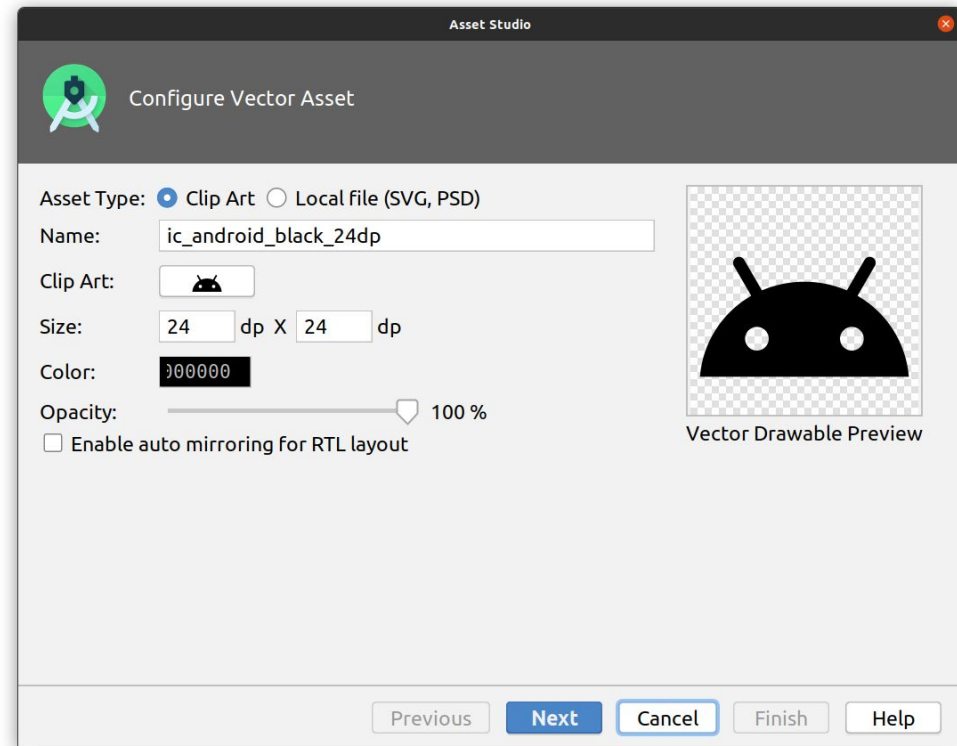 Asset Studio
Configure Vector Asset
Asset Type: Clip Art Local file (SVG, PSD)
Name: ic_android_black_24dp
Clip Art:
Size: 24 dp X 24 dp
Color: 000000
Opacity: 100 %
Enable auto mirroring for RTL layout
Vector Drawable Preview
Previous Next Cancel Finish Help